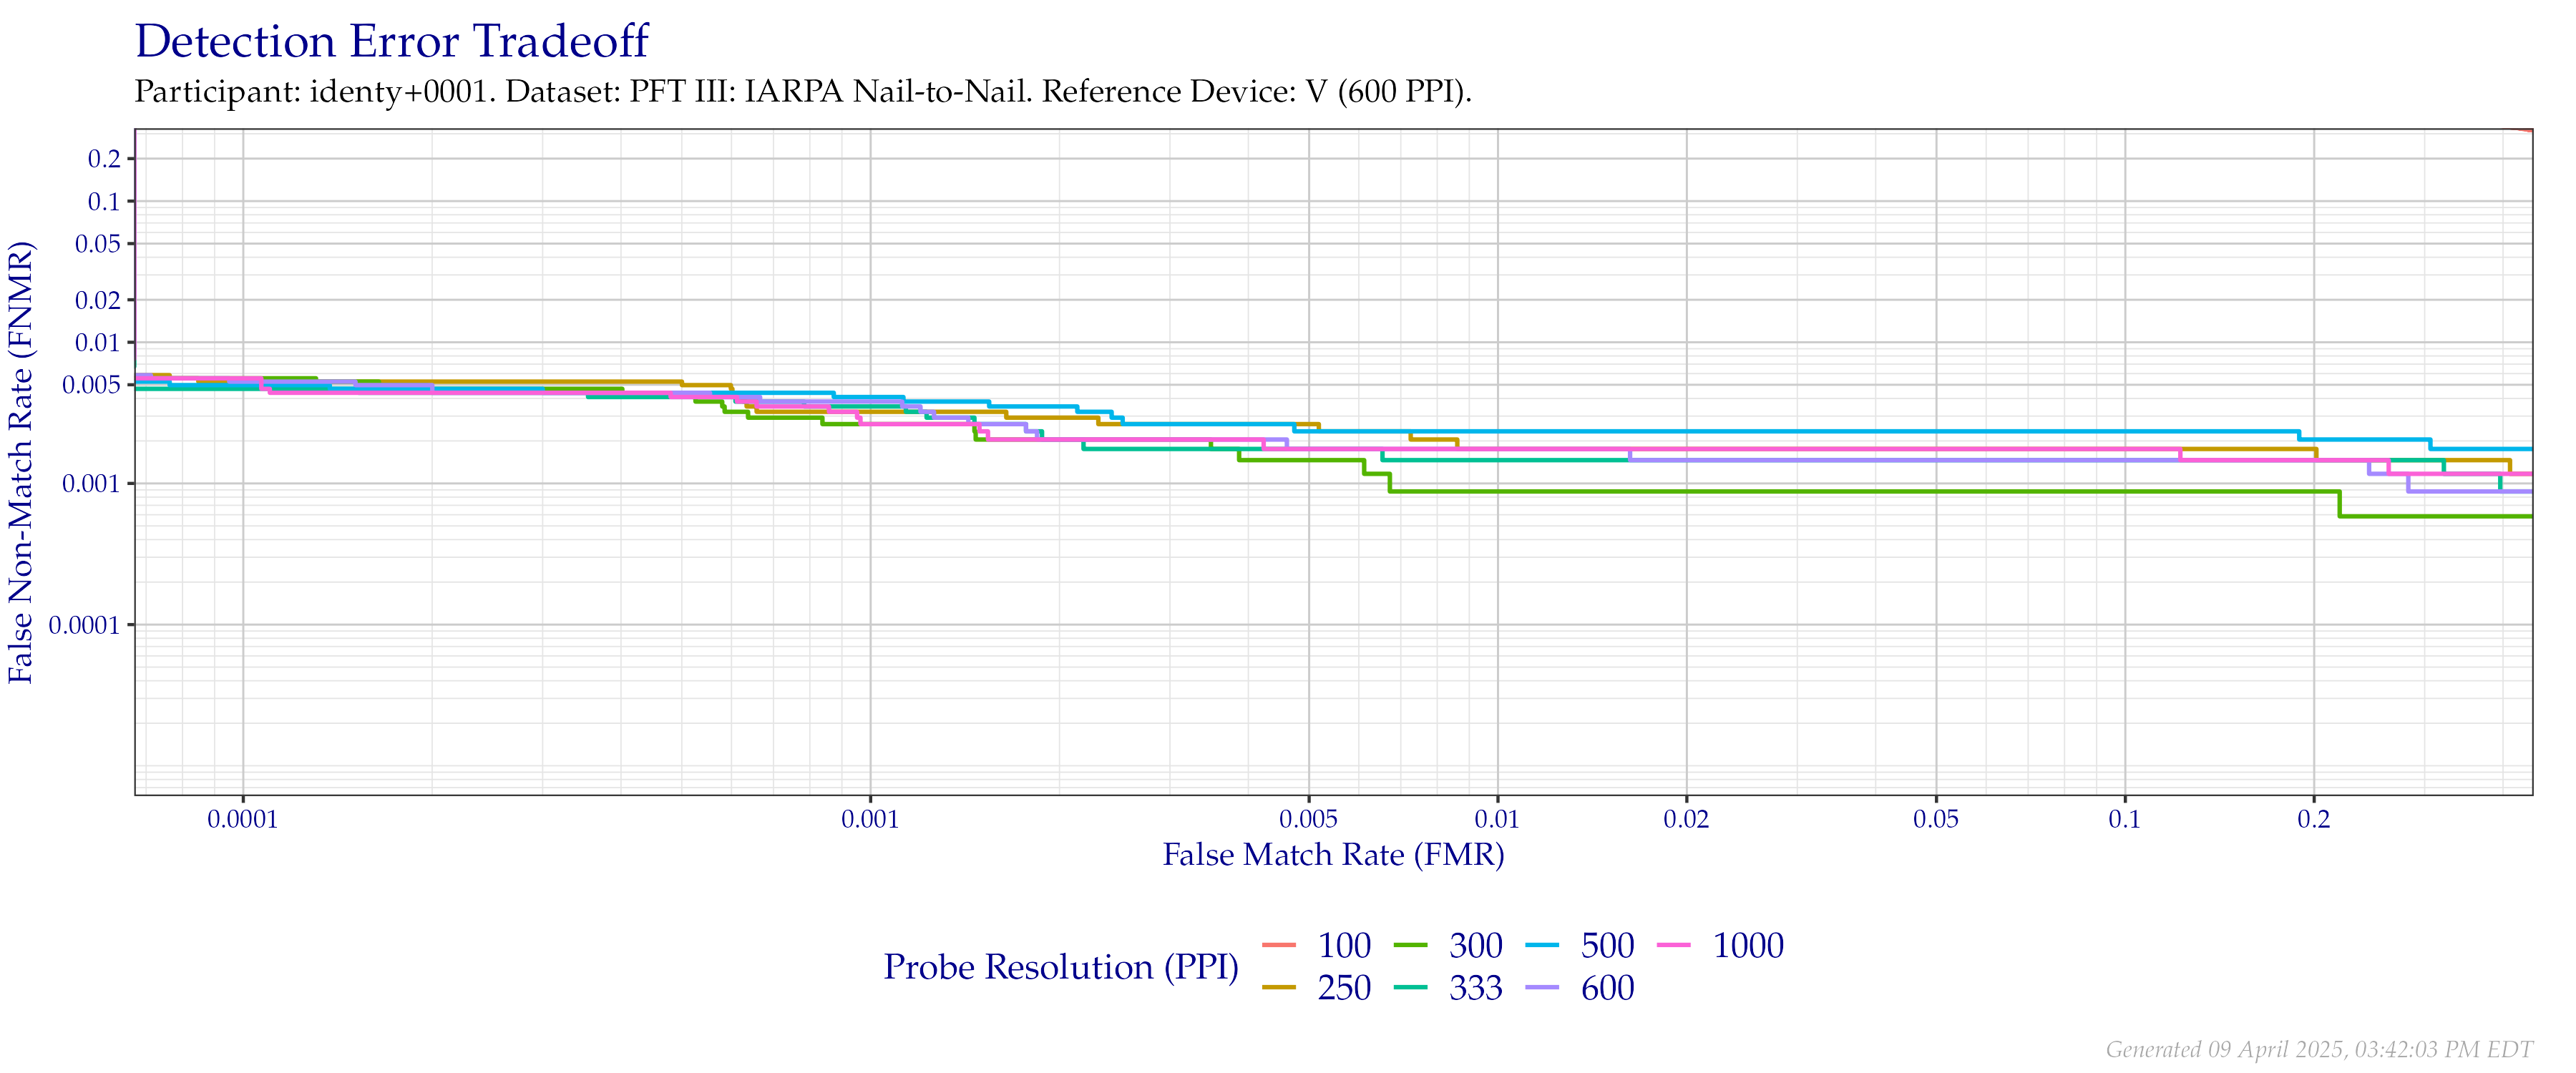 Detection Error Tradeoff
Participant: identy+0001. Dataset: PFT III: IARPA Nail-to-Nail. Reference Device: V (600 PPI).
False Non-Match Rate (FNMR)
0.2
0.1
0.05
0.02
0.01
0.005
0.001
0.0001
0.0001 0.001 0.005 0.01 0.02 0.05 0.1 0.2
False Match Rate (FMR)
Probe Resolution (PPI)
100 300 500 1000
250 333 600
Generated 09 April 2025, 03:42:03 PM EDT